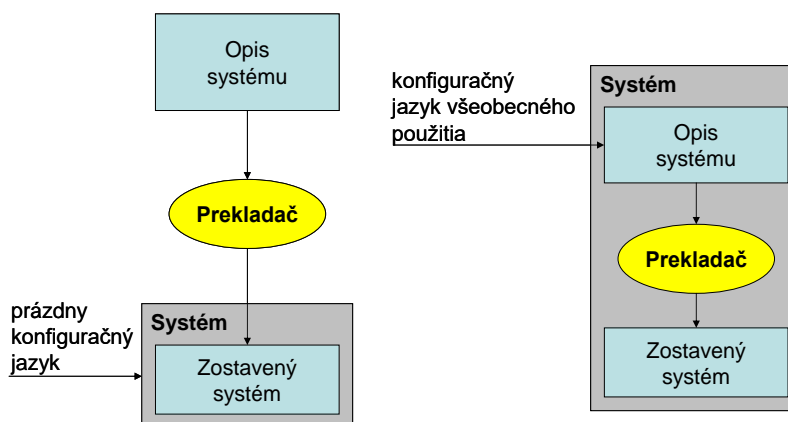 Opis
systému
Prekladač
prázdny
konfiguračný
jazyk
Systém
Zostavený
systém
konfiguračný
jazyk všeobecného
použitia
Systém
Opis
systému
Prekladač
Zostavený
systém